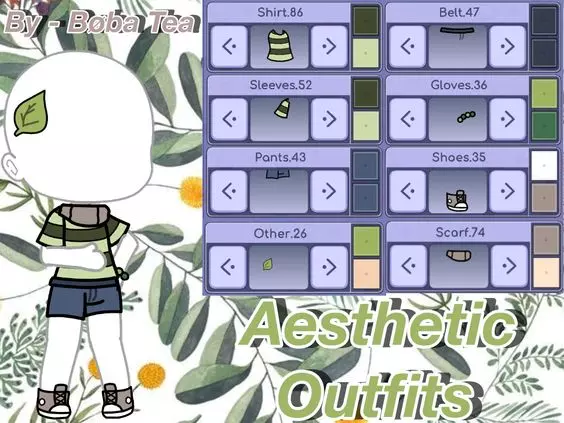 By - Bøba Tea
Shirt.86
Belt.47
Sleeves.52
Gloves.36
Pants.43
Shoes.35
Other.26
Scarf.74
Aesthetic
Outfits